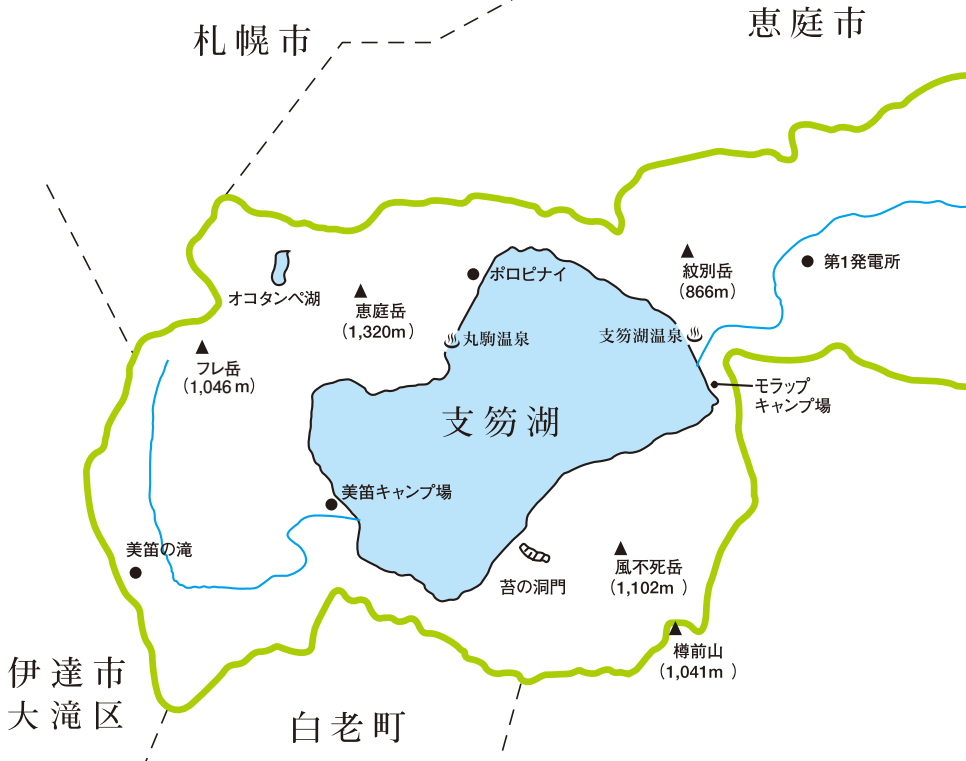 札幌市
恵庭市
オコタンペ湖
恵庭岳
（1,320m）
ポロピナイ
紋別岳
（866m）
第1発電所
フレ岳
（1,046 m）
丸駒温泉
支笏湖温泉
モラップ
キャンプ場
支笏湖
美笛キャンプ場
美笛の滝
苔の洞門
風不死岳
（1,102m ）
樽前山
（1,041m ）
伊達市
大滝区
白老町